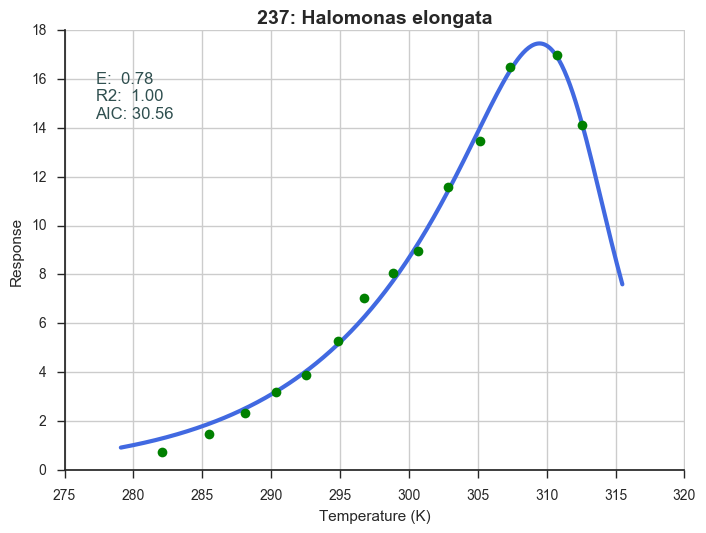 237: Halomonas elongata
E:  0.78
R2:  1.00
AIC: 30.56
Response
18
16
14
12
10
8
6
4
2
0
275 280 285 290 295 300 305 310 315 320
Temperature (K)